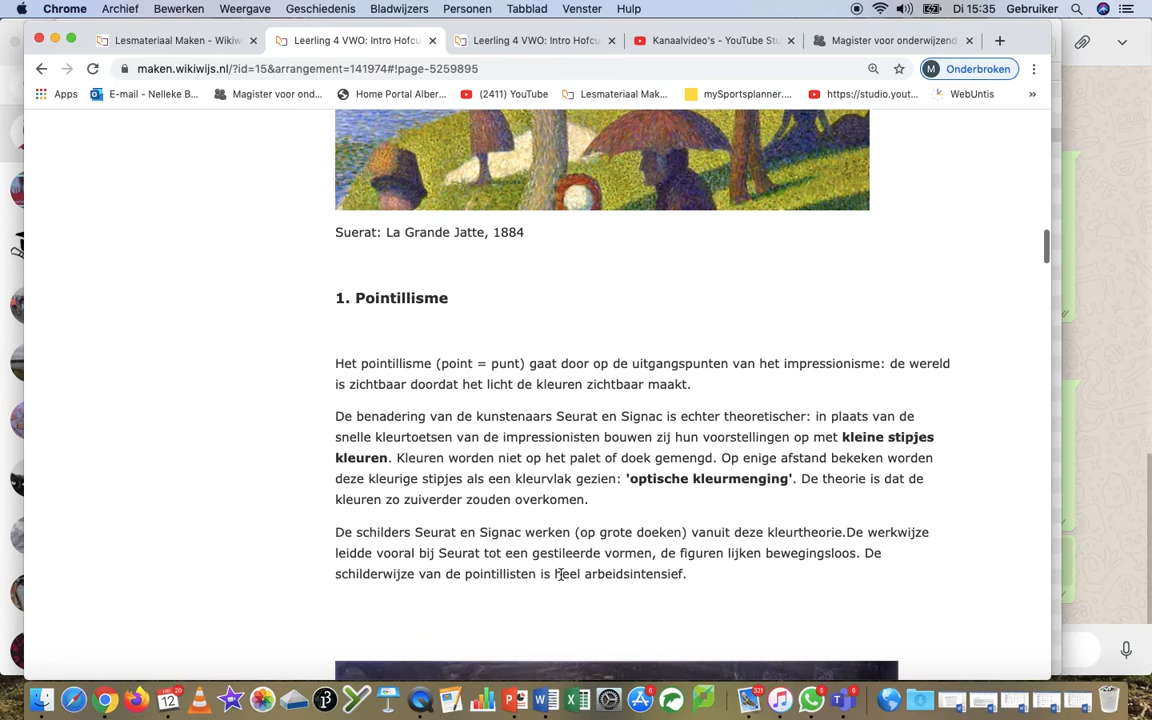 Chrome Archief Bewerken Weergave Geschiedenis Bladwijzers Personen Tabblad Venster Hulp Di 15:35 Gebruiker
Lesmateriaal Maken - Wikiw Leerling 4 VWO: Intro Hofcu Leerling 4 VWO: Intro Hofcu Kanaalvideo's - YouTube Stu Magister voor onderwijzend
maken.wikiwijs.nl/?id=15&arrangement=141974#!page-5259895 M Onderbroken
Apps E-mail - Nelleke B... Magister voor ond... Home Portal Alber... (2411) YouTube Lesmateriaal Mak... mySportsplanner.... https://studio.yout... WebUntis »
Suerat: La Grande Jatte, 1884
1. Pointillisme
Het pointillisme (point = punt) gaat door op de uitgangspunten van het impressionisme: de wereld
is zichtbaar doordat het licht de kleuren zichtbaar maakt.
De benadering van de kunstenaars Seurat en Signac is echter theoretischer: in plaats van de
snelle kleurtoetsen van de impressionisten bouwen zij hun voorstellingen op met kleine stipjes
kleuren. Kleuren worden niet op het palet of doek gemengd. Op enige afstand bekeken worden
deze kleurige stipjes als een kleurvlak gezien: 'optische kleurmenging'. De theorie is dat de
kleuren zo zuiverder zouden overkomen.
De schilders Seurat en Signac werken (op grote doeken) vanuit deze kleurtheorie.De werkwijze
leidde vooral bij Seurat tot een gestileerde vormen, de figuren lijken bewegingsloos. De
schilderwijze van de pointillisten is heel arbeidsintensief.